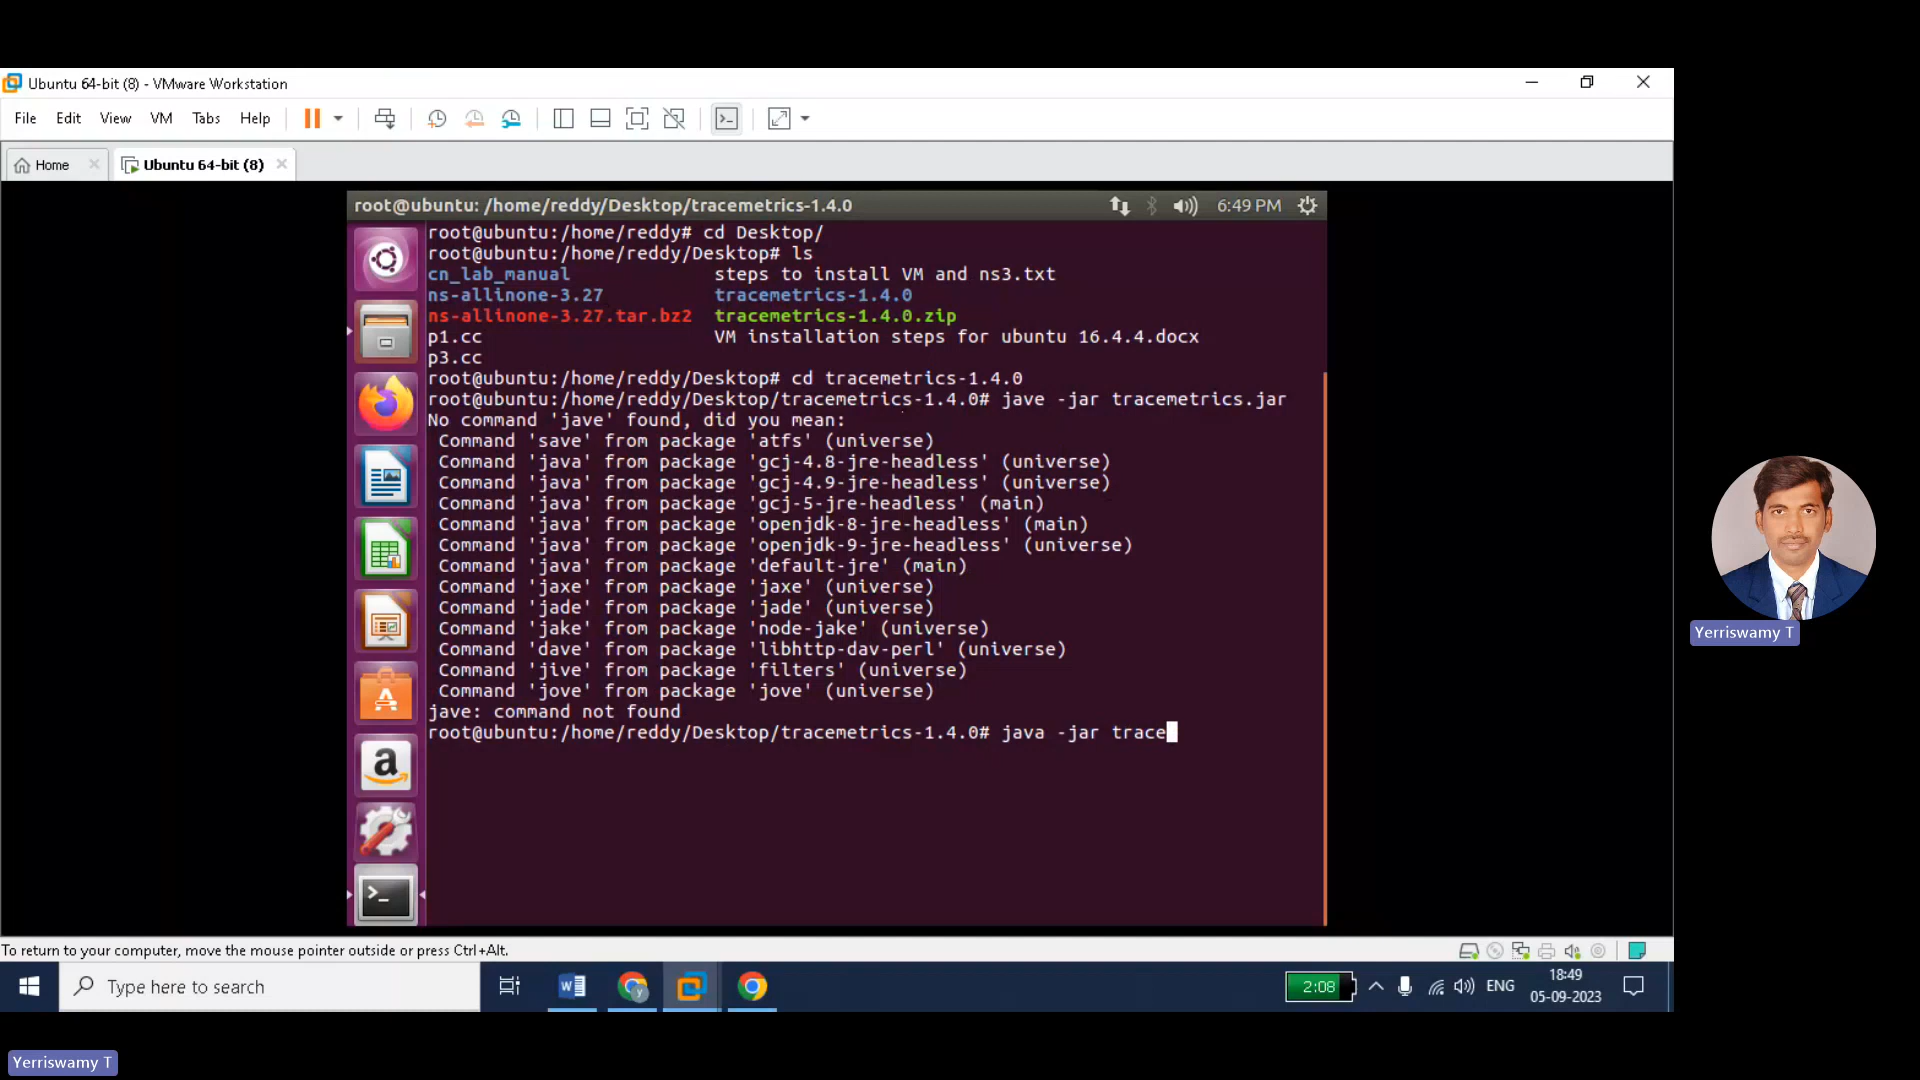 Ubuntu 64-bit (8) - VMware Workstation
File Edit View VM Tabs Help
Home Ubuntu 64-bit (8)
root@ubuntu: /home/reddy/Desktop/tracemetrics-1.4.0 6:49 PM
root@ubuntu:/home/reddy# cd Desktop/
root@ubuntu:/home/reddy/Desktop# ls
cn_lab_manual steps to install VM and ns3.txt
ns-allinone-3.27 tracemetrics-1.4.0
ns-allinone-3.27.tar.bz2 tracemetrics-1.4.0.zip
p1.cc VM installation steps for ubuntu 16.4.4.docx
p3.cc
root@ubuntu:/home/reddy/Desktop# cd tracemetrics-1.4.0
root@ubuntu:/home/reddy/Desktop/tracemetrics-1.4.0# jave -jar tracemetrics.jar
No command 'jave' found, did you mean:
Command 'save' from package 'atfs' (universe)
Command 'java' from package 'gcj-4.8-jre-headless' (universe)
Command 'java' from package 'gcj-4.9-jre-headless' (universe)
Command 'java' from package 'gcj-5-jre-headless' (main)
Command 'java' from package 'openjdk-8-jre-headless' (main)
Command 'java' from package 'openjdk-9-jre-headless' (universe)
Command 'java' from package 'default-jre' (main)
Command 'jaxe' from package 'jaxe' (universe)
Command 'jade' from package 'jade' (universe)
Command 'jake' from package 'node-jake' (universe)
Command 'dave' from package 'libhttp-dav-perl' (universe)
Command 'jive' from package 'filters' (universe)
Command 'jove' from package 'jove' (universe)
jave: command not found
root@ubuntu:/home/reddy/Desktop/tracemetrics-1.4.0# java -jar trace
Yerriswamy T
To return to your computer, move the mouse pointer outside or press Ctrl+Alt.
Type here to search
2:08 ENG 18:49
05-09-2023
Yerriswamy T